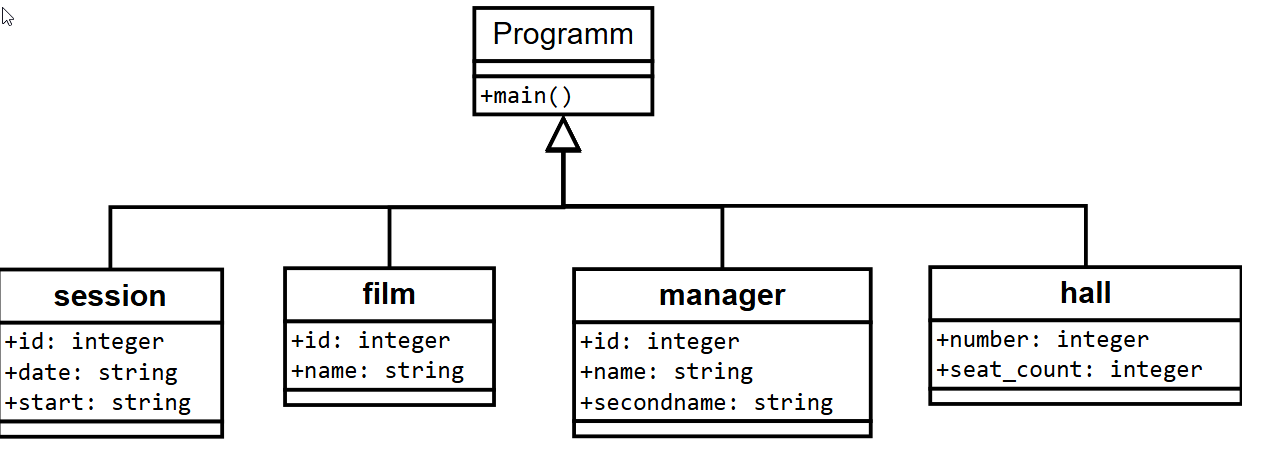 Programm
+main()
session
+id: integer
+date: string
+start: string
film
+id: integer
+name: string
manager
+id: integer
+name: string
+secondname: string
hall
+number: integer
+seat_count: integer